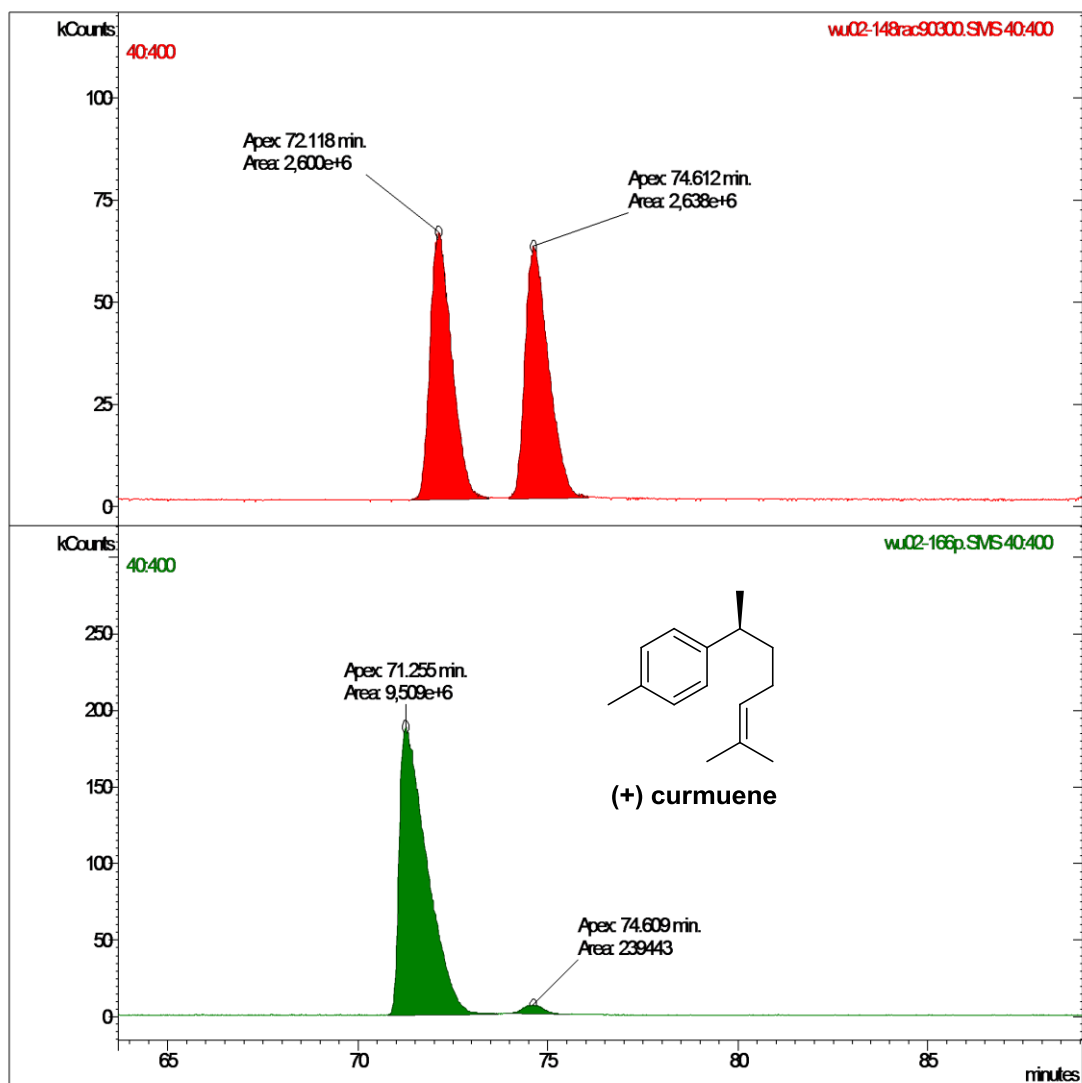 kCounts
wu02-148rac90300.SMS 40:400
40:400
100
75
50
25
0
Apex: 72.118 min.
Area: 2,600e+6
Apex: 74.612 min.
Area: 2,638e+6
kCounts
wu02-166p.SMS 40:400
40:400
250
200
150
100
50
0
Apex: 71.255 min.
Area: 9,509e+6
(+) curmuene
Apex: 74.609 min.
Area: 239443
65
70
75
80
85
minutes